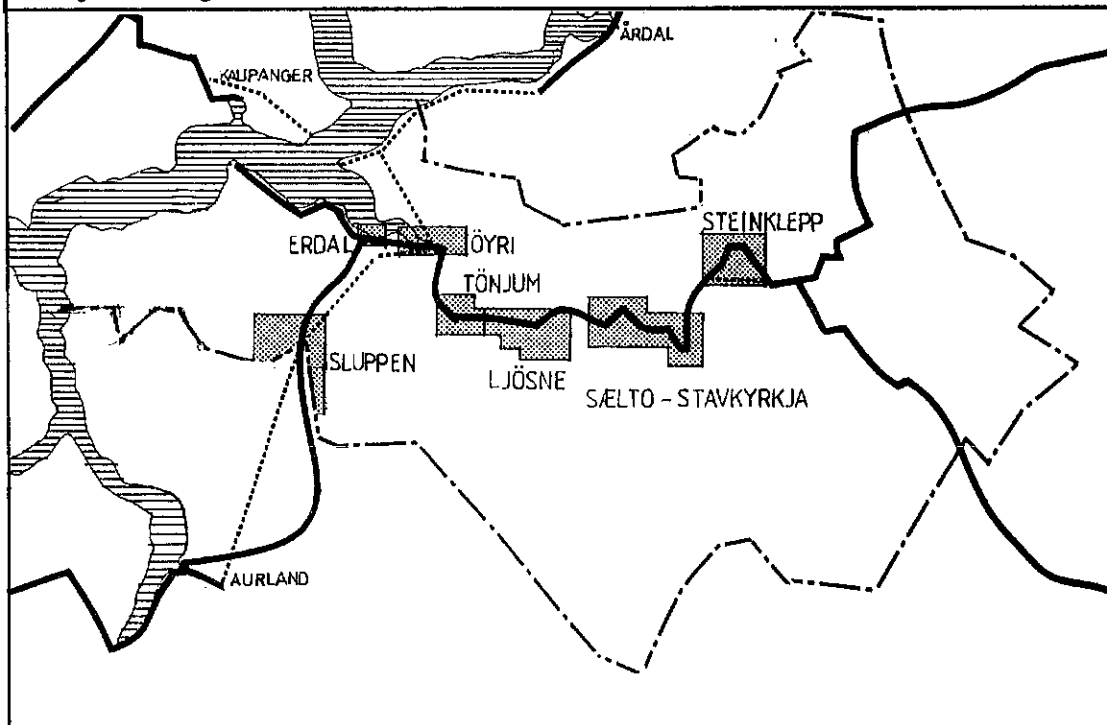 ÅRDAL
KAUPANGER
STEINKLEPP
ERDAL
ÖYRI
TÖNJUM
SLUPPEN
LJÖSNE
SÆLTO - STAVKYRKJA
AURLAND